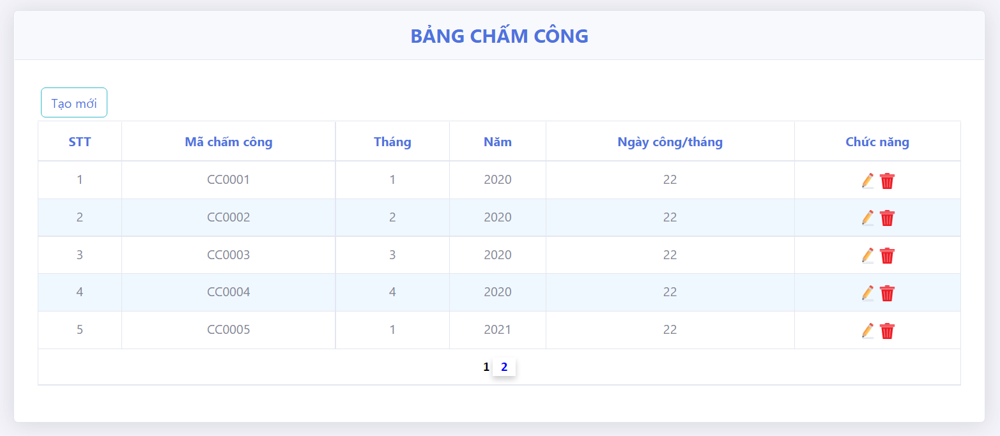 BẢNG CHẤM CÔNG
Tạo mới
STT Mã chấm công Tháng Năm Ngày công/tháng Chức năng
1 CC0001 1 2020 22
2 CC0002 2 2020 22
3 CC0003 3 2020 22
4 CC0004 4 2020 22
5 CC0005 1 2021 22
1 2